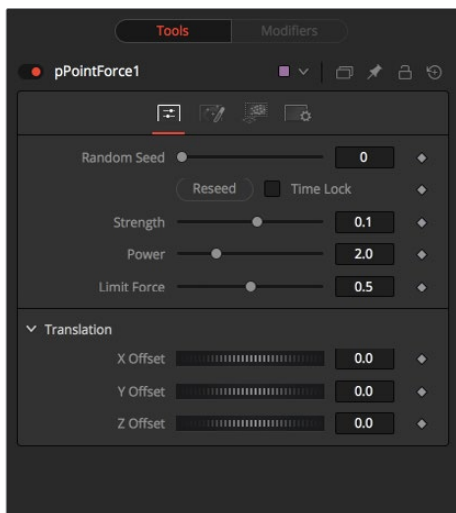 Tools Modifiers
pPointForce1
Random Seed 0
Reseed Time Lock
Strength 0.1
Power 2.0
Limit Force 0.5
Translation
X Offset 0.0
Y Offset 0.0
Z Offset 0.0